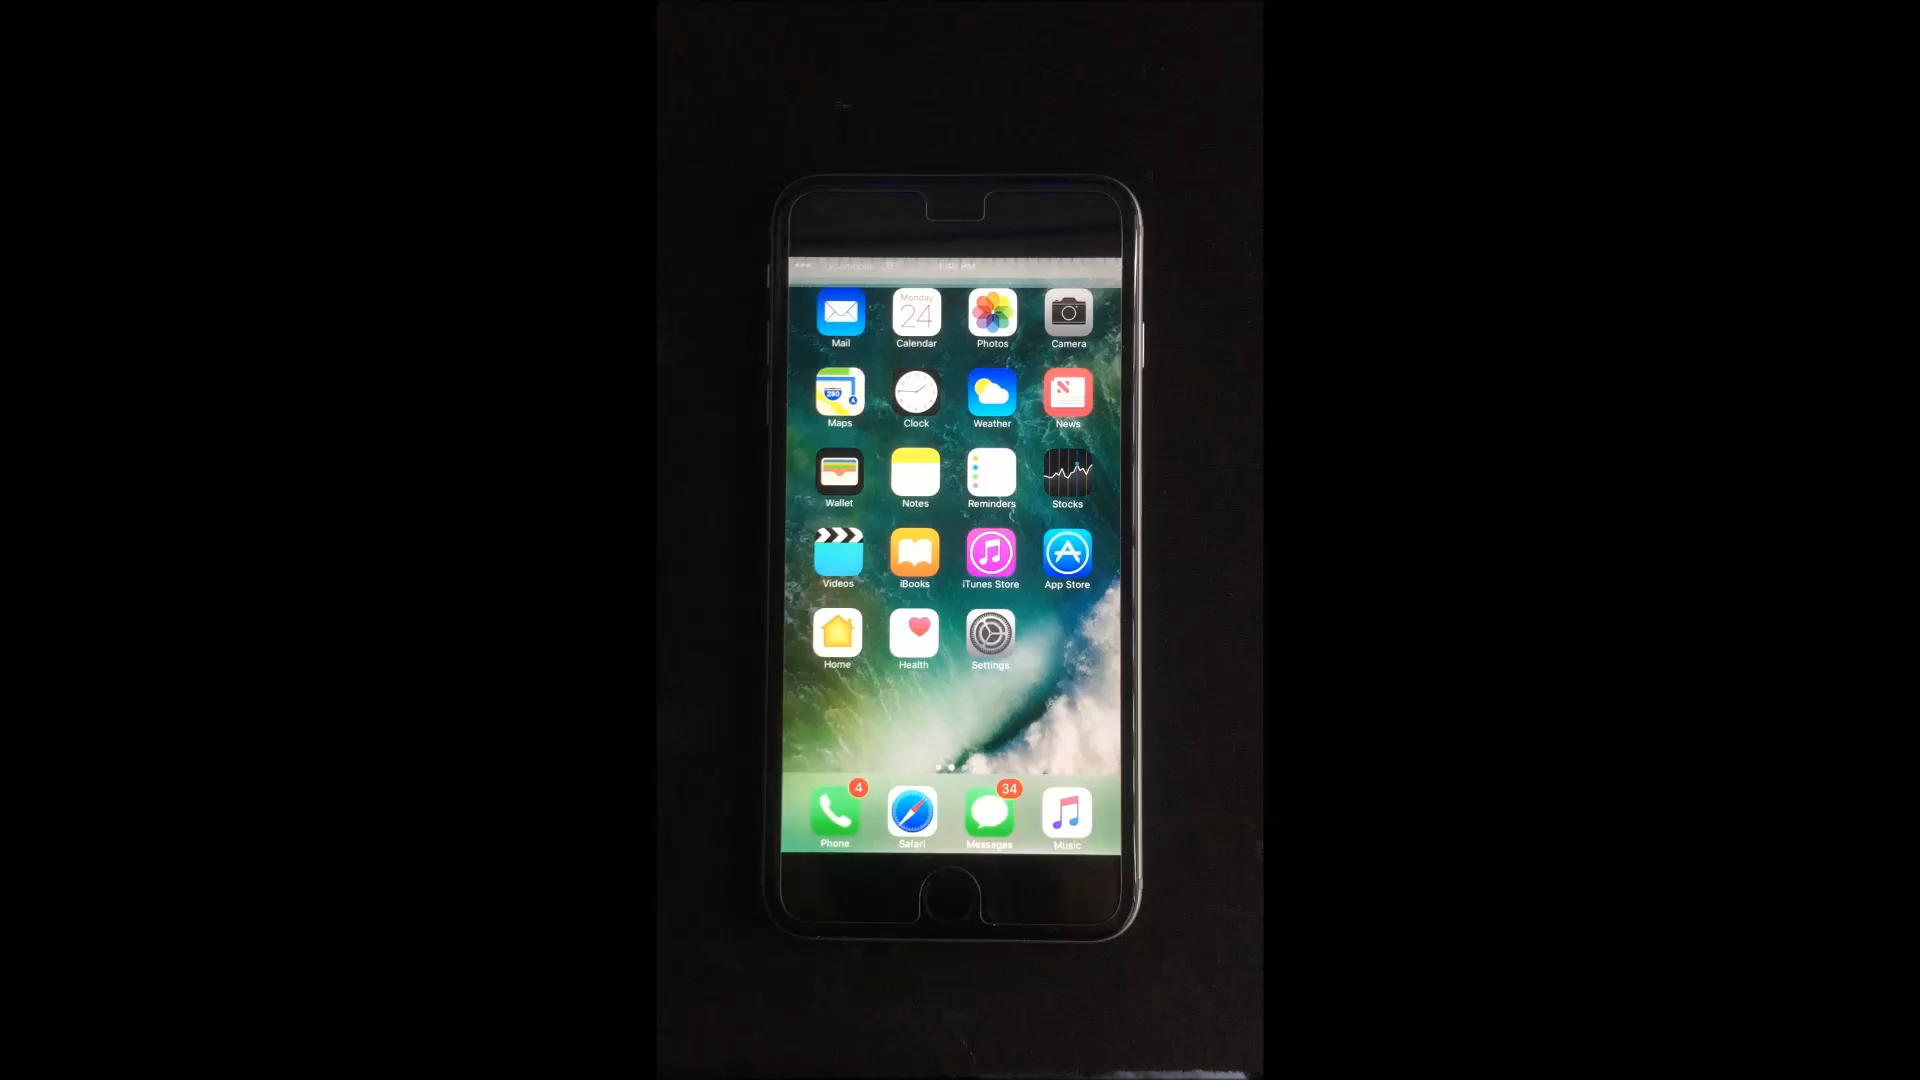 Monday
24
Mail Calendar Photos Camera
280
Maps Clock Weather News
Wallet Notes Reminders Stocks
Videos iBooks iTunes Store App Store
Home Health Settings
4 34
Phone Safari Messages Music